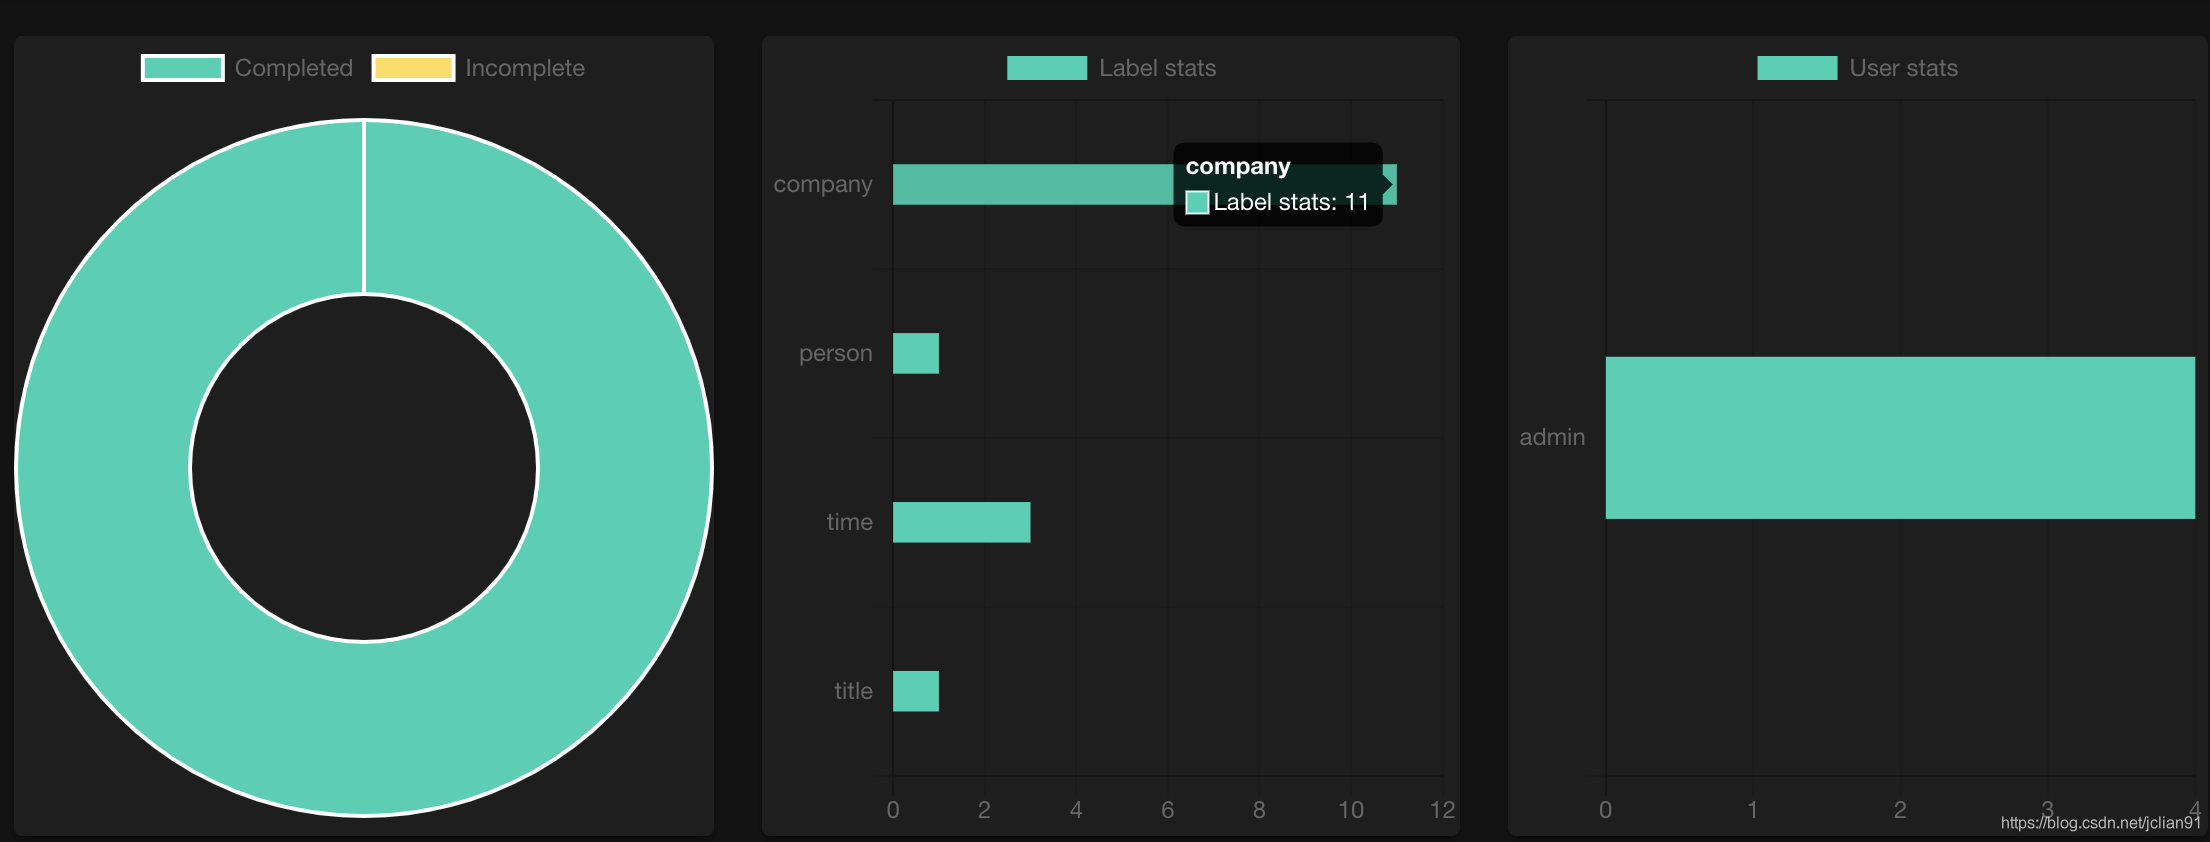 Completed Incomplete
Label stats
company
company
Label stats: 11
person
time
title
0 2 4 6 8 10 12
User stats
admin
0 1 2 3 4
https://blog.csdn.net/jclian91